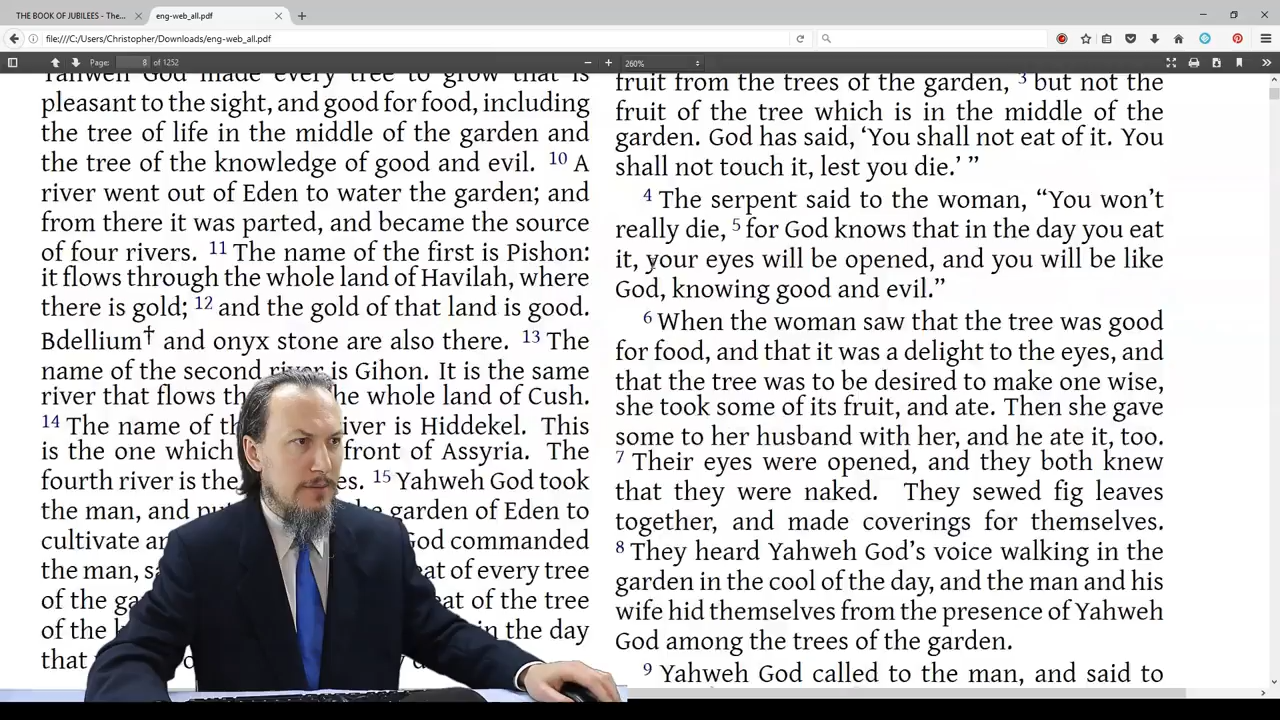 THE BOOK OF JUBILEES - The...
eng-web_all.pdf
file:///C:/Users/Christopher/Downloads/eng-web_all.pdf
Page: 8 of 1252
260%
Yahweh God made every tree to grow that is
pleasant to the sight, and good for food, including
the tree of life in the middle of the garden and
the tree of the knowledge of good and evil. 10 A
river went out of Eden to water the garden; and
from there it was parted, and became the source
of four rivers. 11 The name of the first is Pishon:
it flows through the whole land of Havilah, where
there is gold; 12 and the gold of that land is good.
Bdellium† and onyx stone are also there. 13 The
name of the second river is Gihon. It is the same
river that flows the whole land of Cush.
14 The name of river is Hiddekel. This
is the one which front of Assyria. The
fourth river is the 15 Yahweh God took
the man, and garden of Eden to
cultivate God commanded
the man, eat of every tree
of the eat of the tree
of the in the day
that
fruit from the trees of the garden, 3 but not the
fruit of the tree which is in the middle of the
garden. God has said, ‘You shall not eat of it. You
shall not touch it, lest you die.’ ”
4 The serpent said to the woman, “You won’t
really die, 5 for God knows that in the day you eat
it, your eyes will be opened, and you will be like
God, knowing good and evil.”
6 When the woman saw that the tree was good
for food, and that it was a delight to the eyes, and
that the tree was to be desired to make one wise,
she took some of its fruit, and ate. Then she gave
some to her husband with her, and he ate it, too.
7 Their eyes were opened, and they both knew
that they were naked. They sewed fig leaves
together, and made coverings for themselves.
8 They heard Yahweh God’s voice walking in the
garden in the cool of the day, and the man and his
wife hid themselves from the presence of Yahweh
God among the trees of the garden.
9 Yahweh God called to the man, and said to